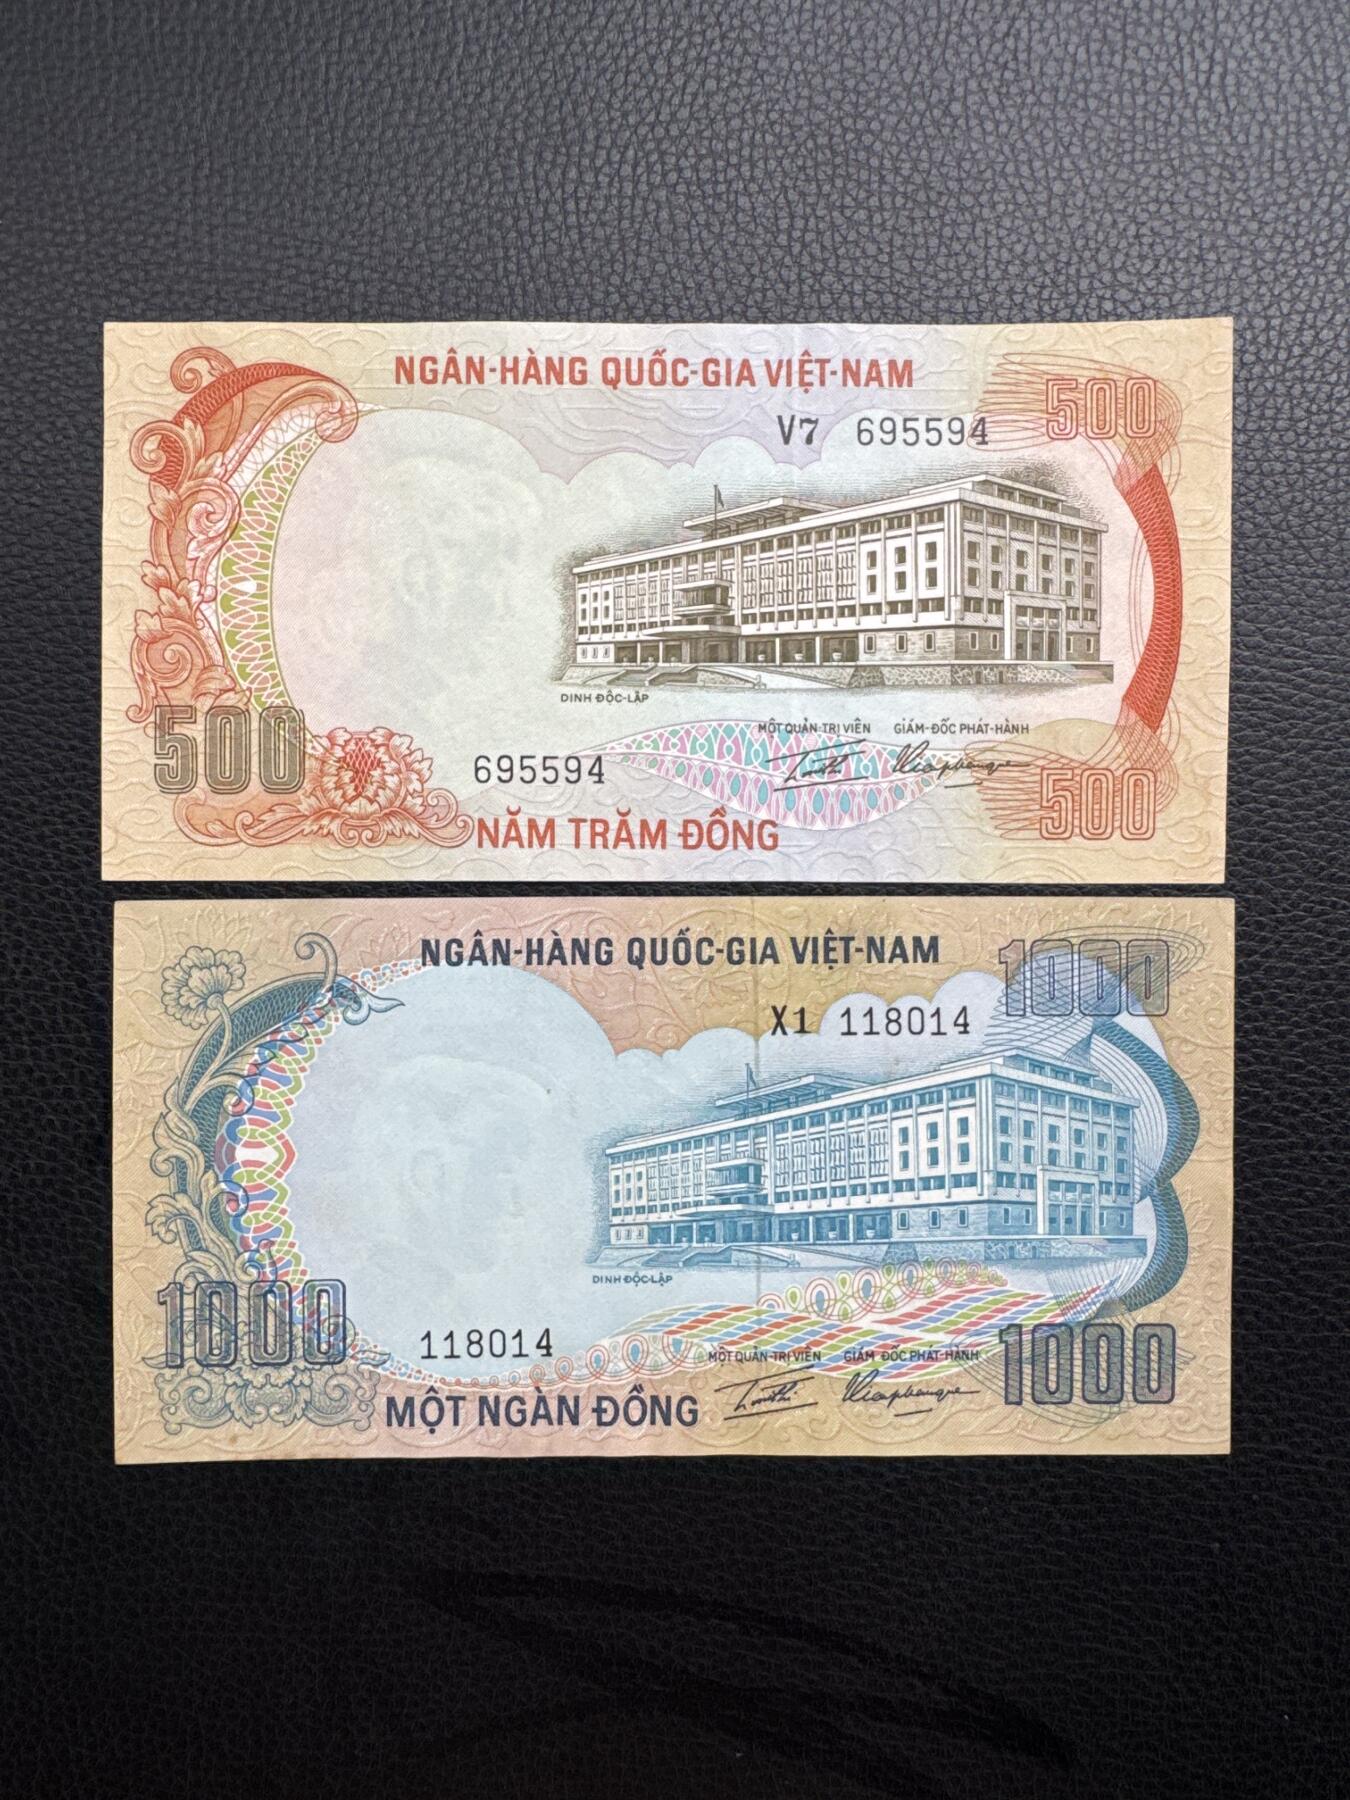 NGÂN-HÀNG QUỐC-GIA VIỆT-NAM
500
V7 695594
DINH ĐỘC-LẬP
MỘT QUẢN-TRỊ VIÊN GIÁM-ĐỐC PHÁT-HÀNH
500
695594
500
NĂM TRĂM ĐỒNG
NGÂN-HÀNG QUỐC-GIA VIỆT-NAM
1000
X1 118014
DINH ĐỘC-LẬP
1000
118014
MỘT QUẢN-TRỊ VIÊN GIÁM ĐỐC PHÁT-HÀNH
1000
MỘT NGÀN ĐỒNG